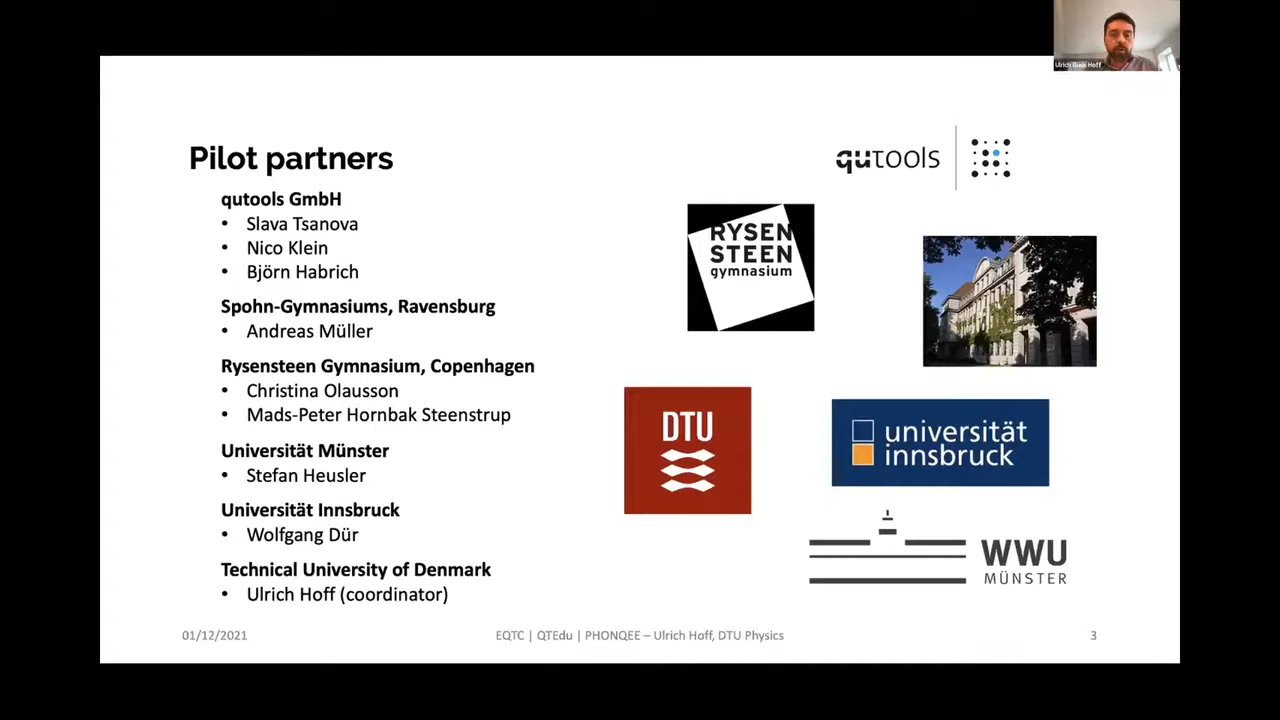 Ulrich Busk Hoff
Pilot partners
qutools GmbH
• Slava Tsanova
• Nico Klein
• Björn Habrich
Spohn-Gymnasiums, Ravensburg
• Andreas Müller
Rysensteen Gymnasium, Copenhagen
• Christina Olausson
• Mads-Peter Hornbak Steenstrup
Universität Münster
• Stefan Heusler
Universität Innsbruck
• Wolfgang Dür
Technical University of Denmark
• Ulrich Hoff (coordinator)
qutools
RYSEN
STEEN
gymnasium
DTU
universität
innsbruck
WWU
MÜNSTER
01/12/2021
EQTC | QTEdu | PHONQEE – Ulrich Hoff, DTU Physics
3